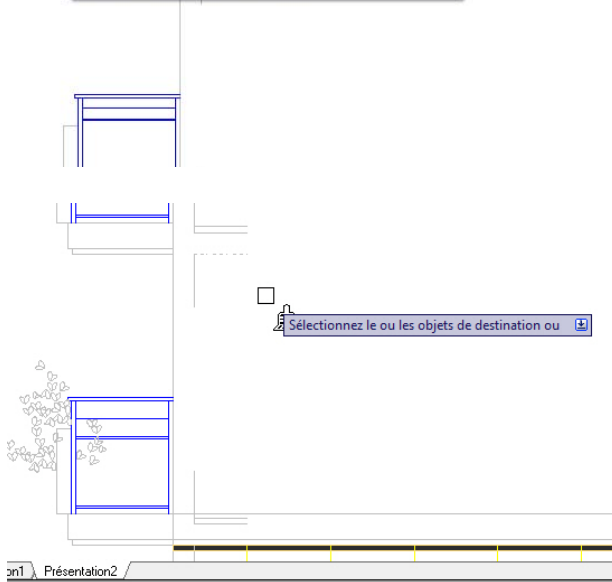 Sélectionnez le ou les objets de destination ou
on1
Présentation2